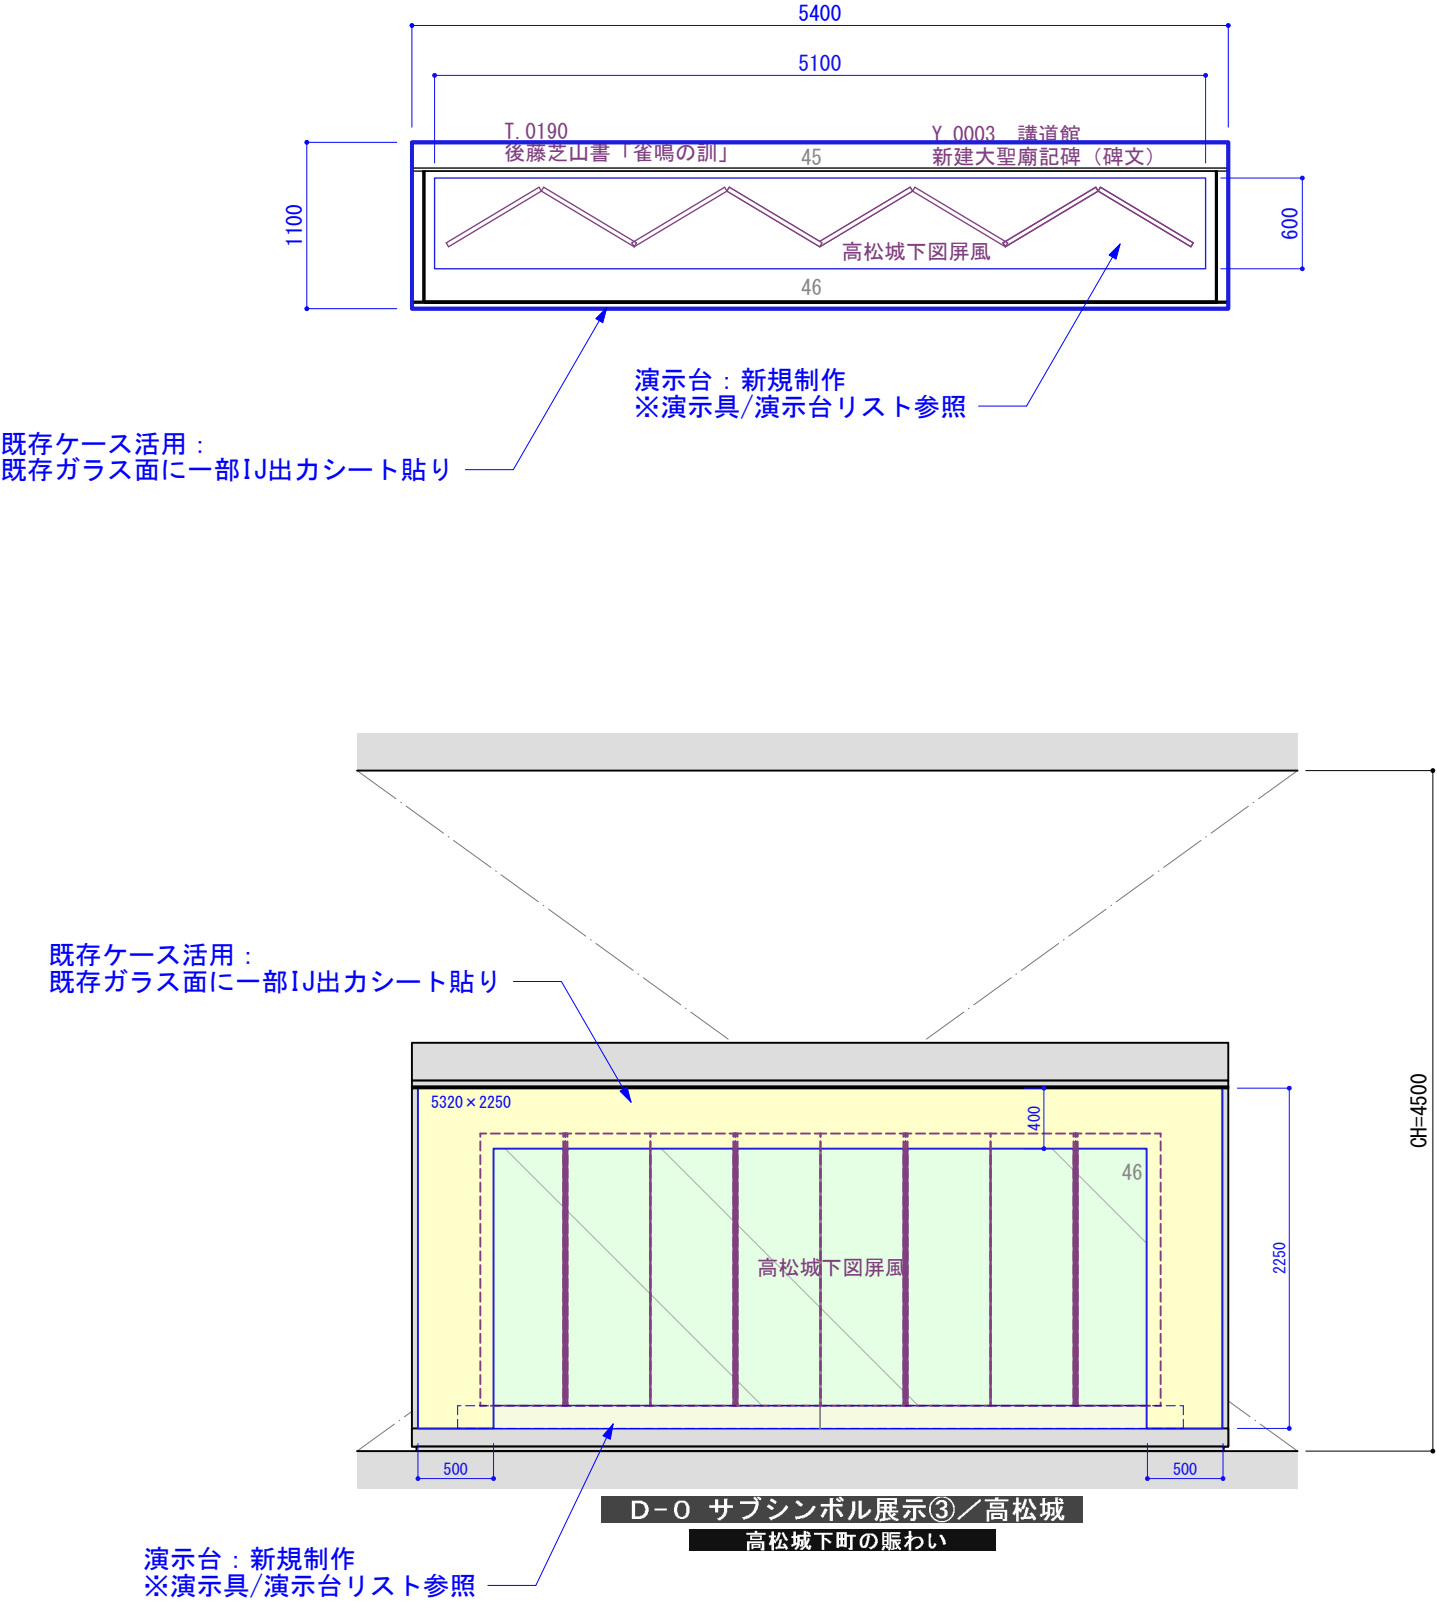 5400
5100
T.0190
後藤芝山書「雀鳴の訓」
45
Y.0003 講道館
新建大聖廟記碑（碑文）
1100
600
高松城下図屏風
46
演示台：新規制作
※演示具/演示台リスト参照
既存ケース活用：
既存ガラス面に一部IJ出力シート貼り
既存ケース活用：
既存ガラス面に一部IJ出力シート貼り
5320×2250
400
CH=4500
46
2250
高松城下図屏風
500
500
D-0 サブシンボル展示③／高松城
高松城下町の賑わい
演示台：新規制作
※演示具/演示台リスト参照